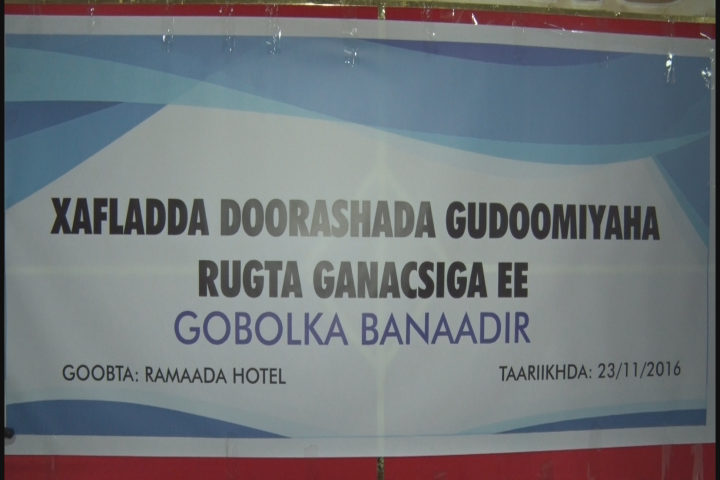 XAFLADDA DOORASHADA GUDOOMIYAHA
RUGTA GANACSIGA EE
GOBOLKA BANAADIR
GOOBTA: RAMAADA HOTEL
TAARIIKHDA: 23/11/2016